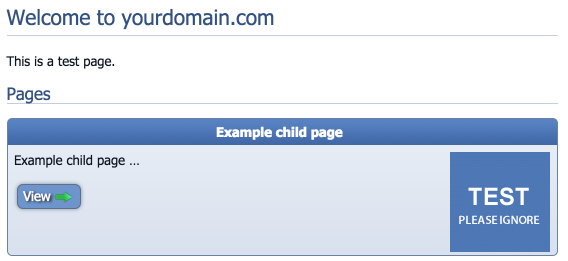 Welcome to yourdomain.com
This is a test page.
Pages
Example child page
Example child page ...
View
TEST
PLEASE IGNORE